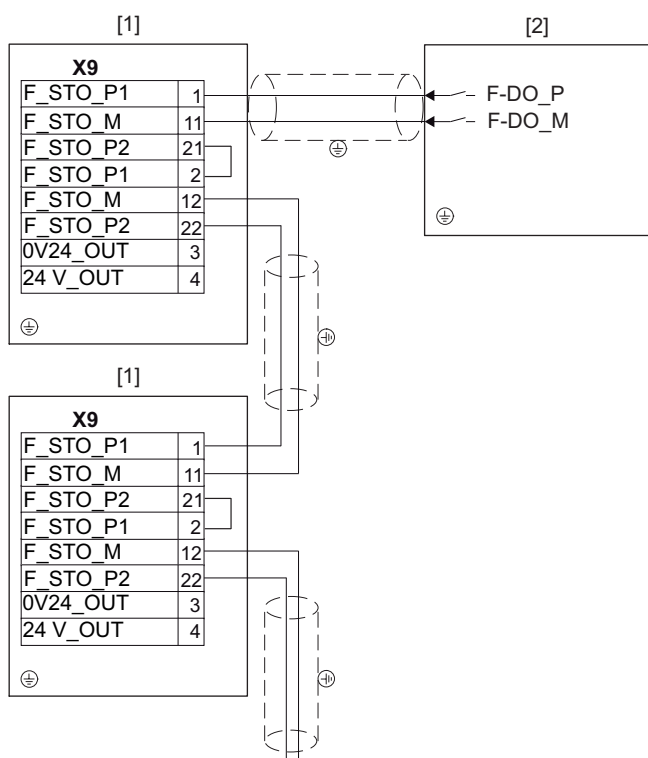 [1]
[2]
X9
F_STO_P1 1
F-DO_P
F_STO_M 11
F-DO_M
F_STO_P2 21
F_STO_P1 2
F_STO_M 12
F_STO_P2 22
0V24_OUT 3
24 V_OUT 4
[1]
X9
F_STO_P1 1
F_STO_M 11
F_STO_P2 21
F_STO_P1 2
F_STO_M 12
F_STO_P2 22
0V24_OUT 3
24 V_OUT 4